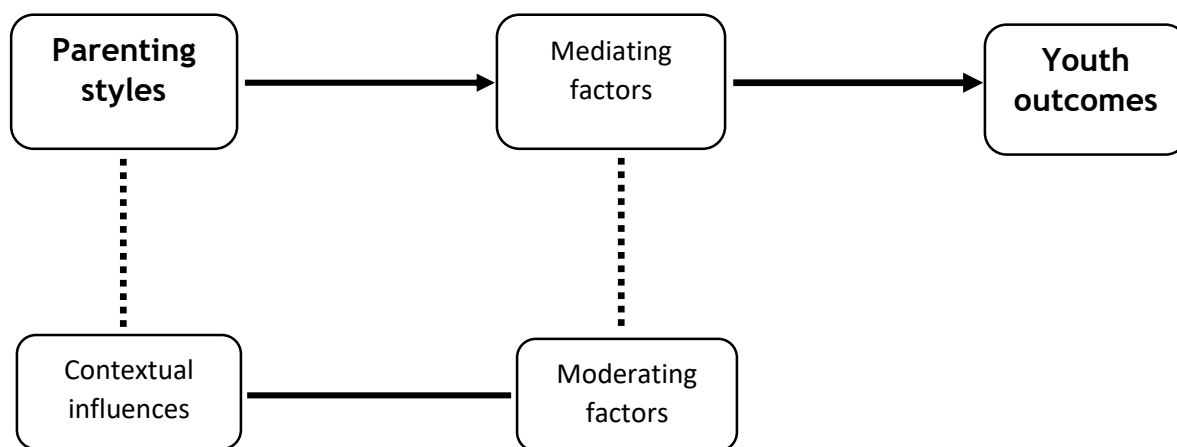 Parenting
styles
Mediating
factors
Youth
outcomes
Contextual
influences
Moderating
factors